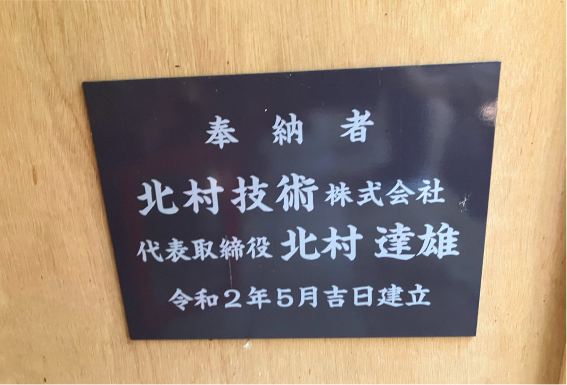 奉納者
北村技術株式会社
代表取締役 北村 達雄
令和2年5月吉日建立